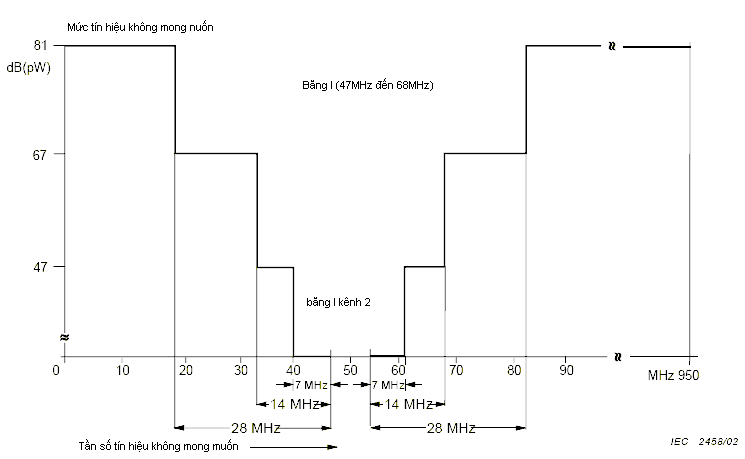 Mức tín hiệu không mong nuốn
81
dB(pW)
Bằng I (47MHz đến 68MHz)
67
47
bằng I kênh 2
0 10 20 30 40 50 60 70 80 90
MHz 950
7 MHz 7 MHz
14 MHz 14 MHz
28 MHz 28 MHz
Tần số tín hiệu không mong muốn
IEC 2458/02